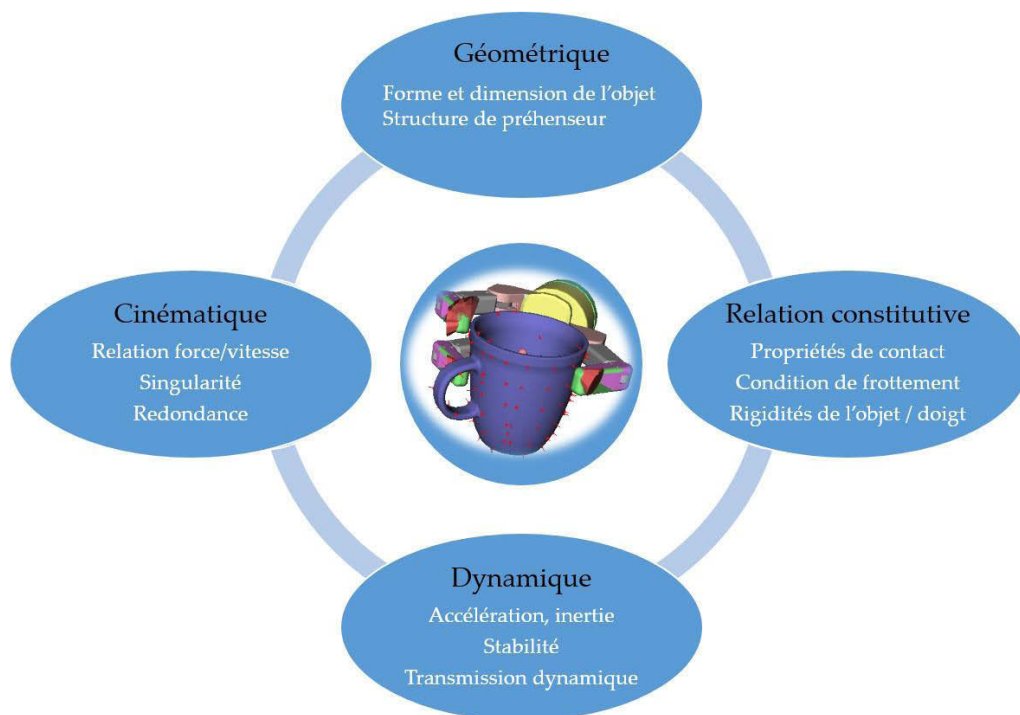 Géométrique
Forme et dimension de l'objet
Structure de préhenseur
Cinématique
Relation force/vitesse
Singularité
Redondance
Relation constitutive
Propriétés de contact
Condition de frottement
Rigidités de l'objet / doigt
Dynamique
Accélération, inertie
Stabilité
Transmission dynamique